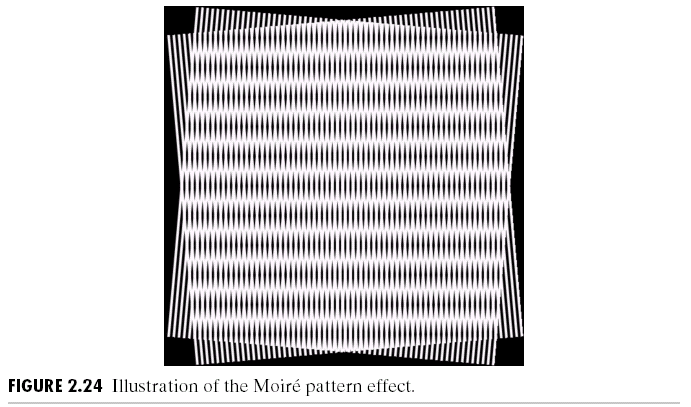 FIGURE 2.24 Illustration of the Moiré pattern effect.